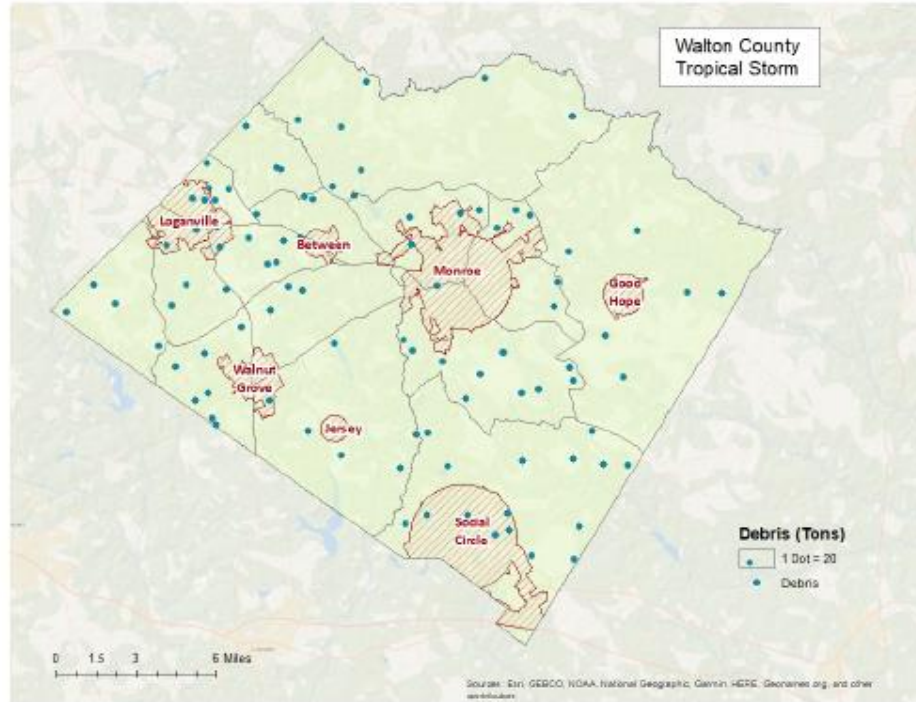 Walton County
Tropical Storm
Loganville
Between
Monroe
Good
Hope
Walnut
Grove
Jersey
Social
Circle
Debris (Tons)
1 Dot = 20
Debris
0 1.5 3 6 Miles
Sources: Esri, GEBCO, NOAA, National Geographic, Garmin, HERE, Geonames.org, and other
contributors